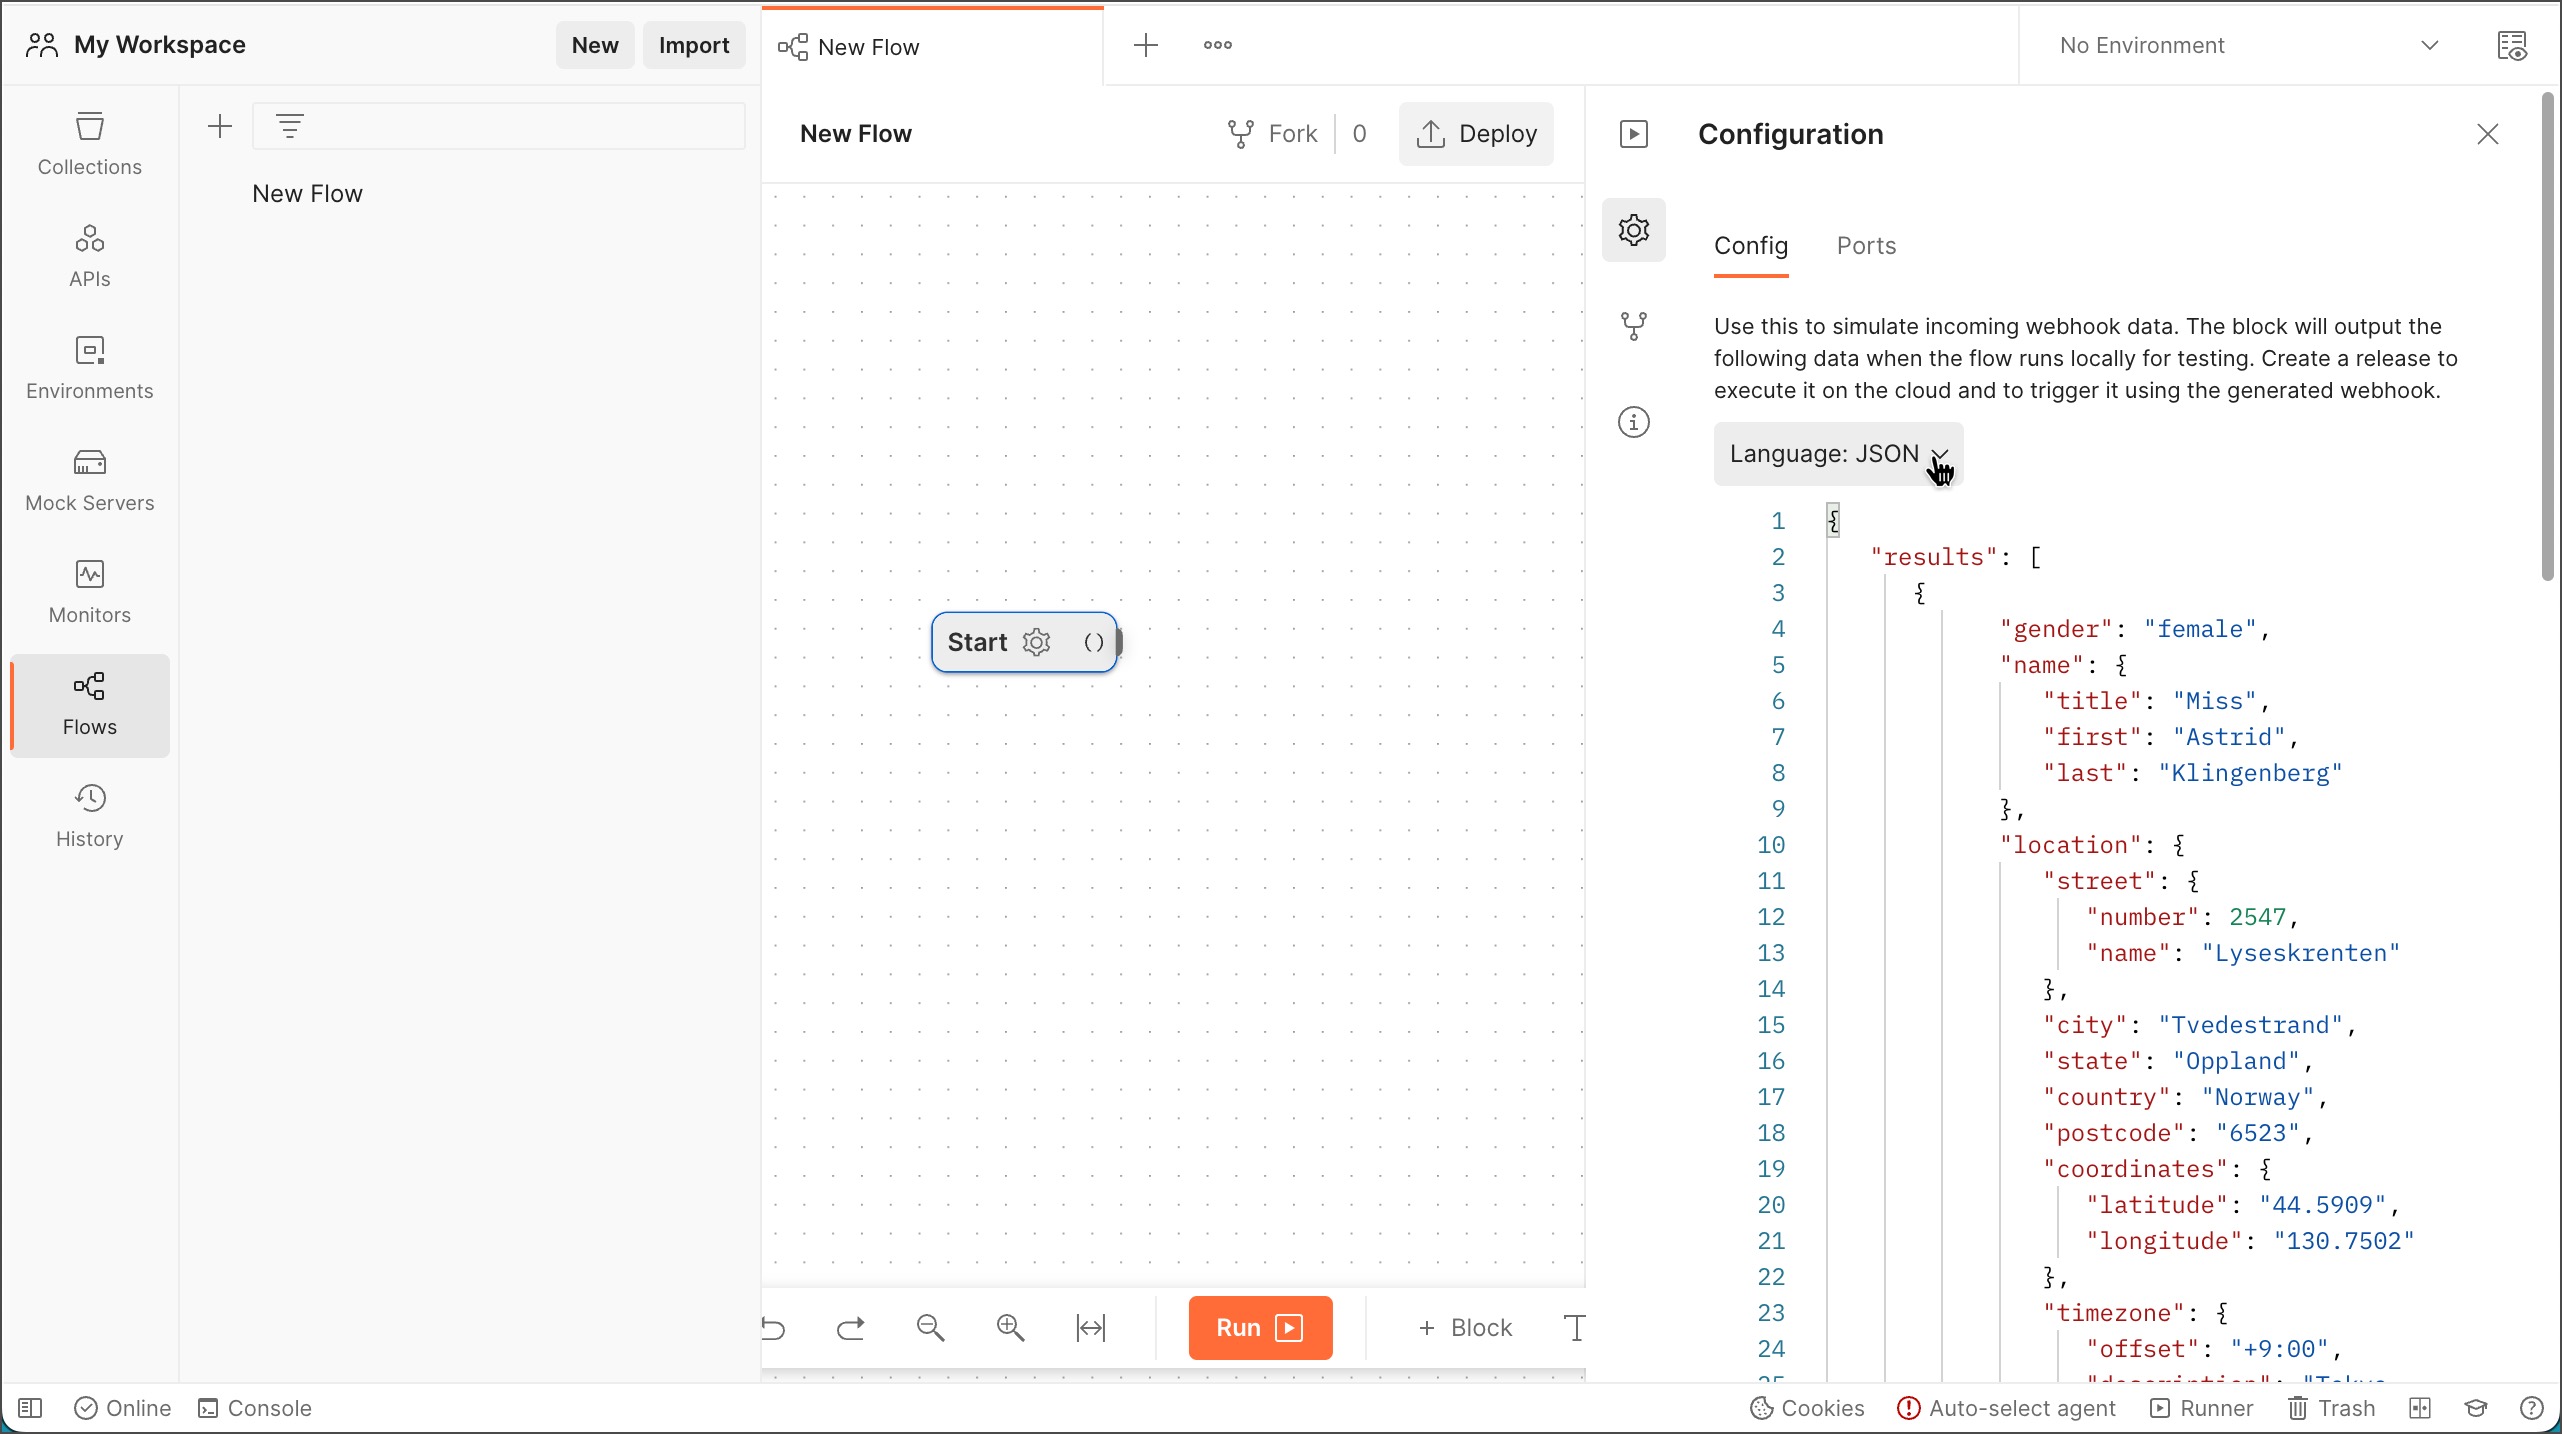 My Workspace
New
Import
New Flow
No Environment
Collections
APIs
Environments
Mock Servers
Monitors
Flows
History
New Flow
New Flow
Fork
0
Deploy
Start
()
Run
+ Block
T
Configuration
Config
Ports
Use this to simulate incoming webhook data. The block will output the
following data when the flow runs locally for testing. Create a release to
execute it on the cloud and to trigger it using the generated webhook.
Language: JSON
1 {
2 "results": [
3 {
4 "gender": "female",
5 "name": {
6 "title": "Miss",
7 "first": "Astrid",
8 "last": "Klingenberg"
9 },
10 "location": {
11 "street": {
12 "number": 2547,
13 "name": "Lyseskrenten"
14 },
15 "city": "Tvedestrand",
16 "state": "Oppland",
17 "country": "Norway",
18 "postcode": "6523",
19 "coordinates": {
20 "latitude": "44.5909",
21 "longitude": "130.7502"
22 },
23 "timezone": {
24 "offset": "+9:00",
Online
Console
Cookies
Auto-select agent
Runner
Trash